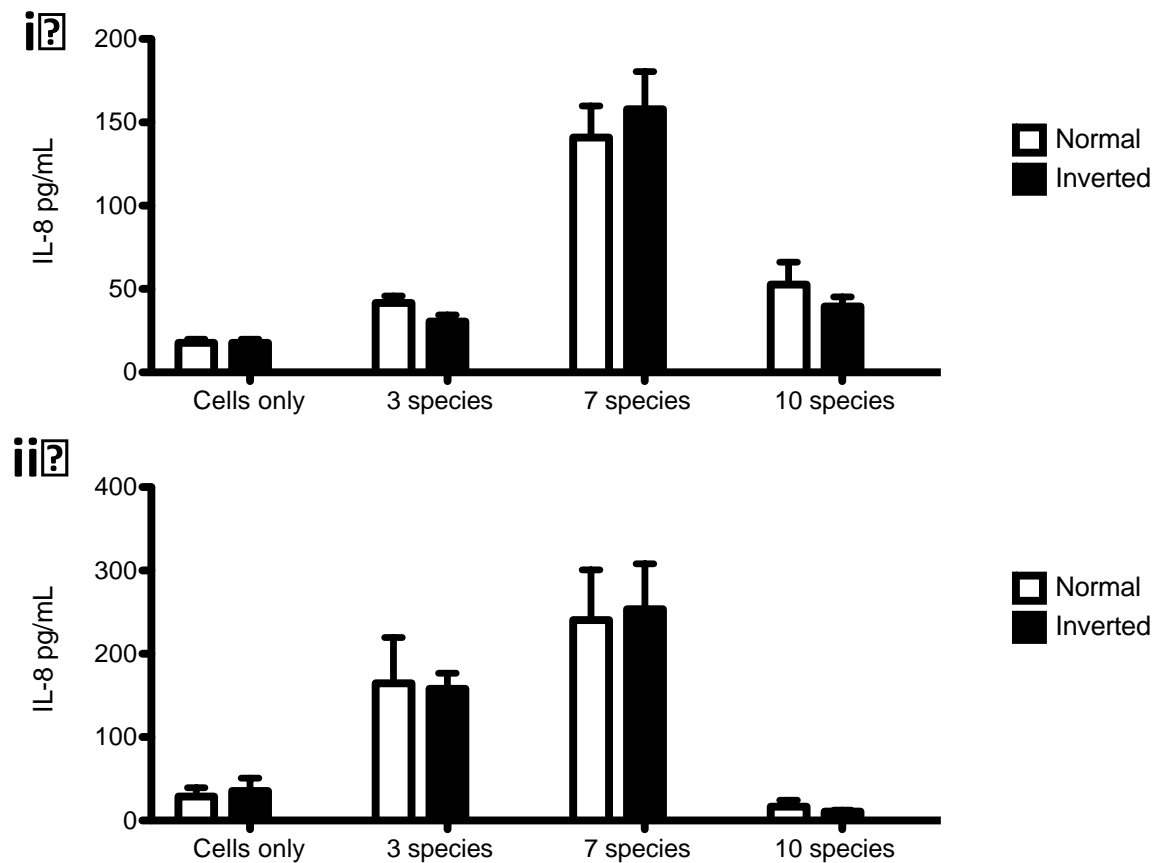 i⍰
200
150
100
50
0
IL-8 pg/mL
Normal
Inverted
Cells only 3 species 7 species 10 species
ii⍰
400
300
200
100
0
IL-8 pg/mL
Normal
Inverted
Cells only 3 species 7 species 10 species